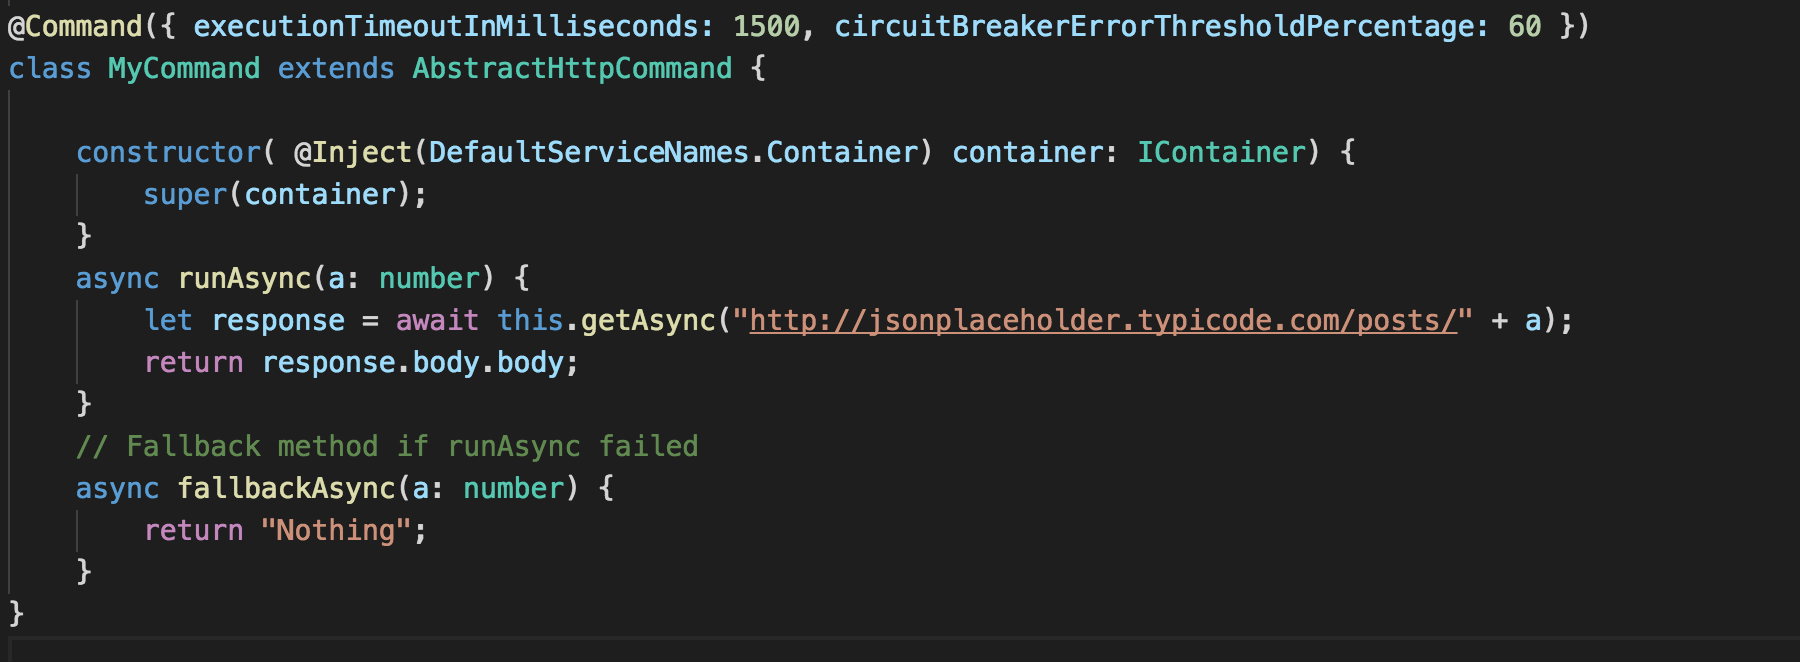 @Command({ executionTimeoutInMilliseconds: 1500, circuitBreakerErrorThresholdPercentage: 60 })
class MyCommand extends AbstractHttpCommand {
constructor( @Inject(DefaultServiceNames.Container) container: IContainer) {
super(container);
}
async runAsync(a: number) {
let response = await this.getAsync("http://jsonplaceholder.typicode.com/posts/" + a);
return response.body.body;
}
// Fallback method if runAsync failed
async fallbackAsync(a: number) {
return "Nothing";
}
}